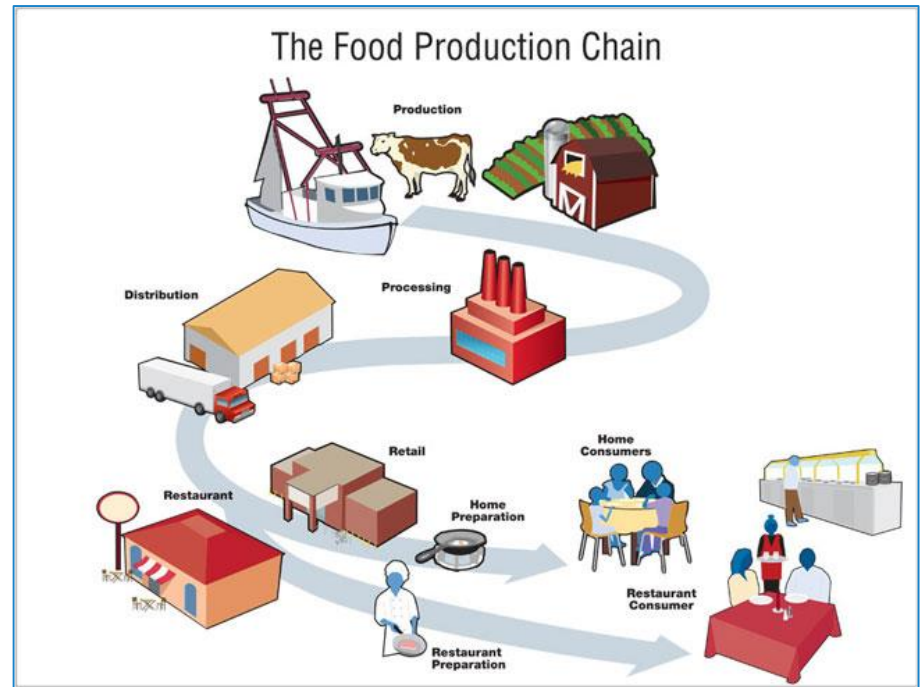 The Food Production Chain
Production
Processing
Distribution
Retail
Restaurant
Home
Preparation
Home
Consumers
Restaurant
Preparation
Restaurant
Consumer